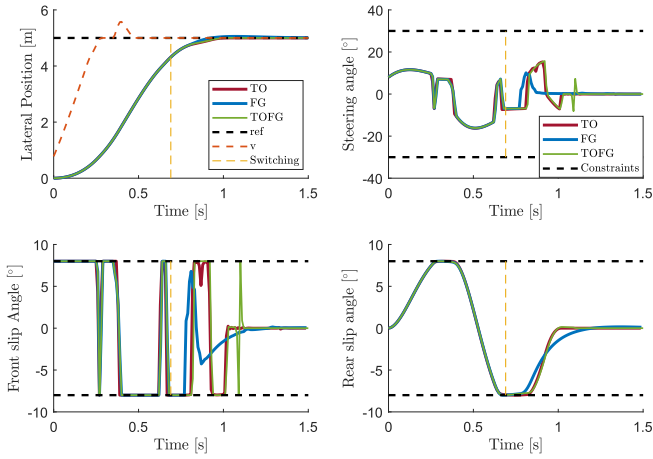 6
4
2
0
0
0.5
1
1.5
Lateral Position [m]
Time [s]
TO
FG
TOFG
ref
v
Switching
40
20
0
-20
-40
0
0.5
1
1.5
Steering angle [°]
Time [s]
TO
FG
TOFG
Constraints
10
5
0
-5
-10
0
0.5
1
1.5
Front slip Angle [°]
Time [s]
10
5
0
-5
-10
0
0.5
1
1.5
Rear slip angle [°]
Time [s]